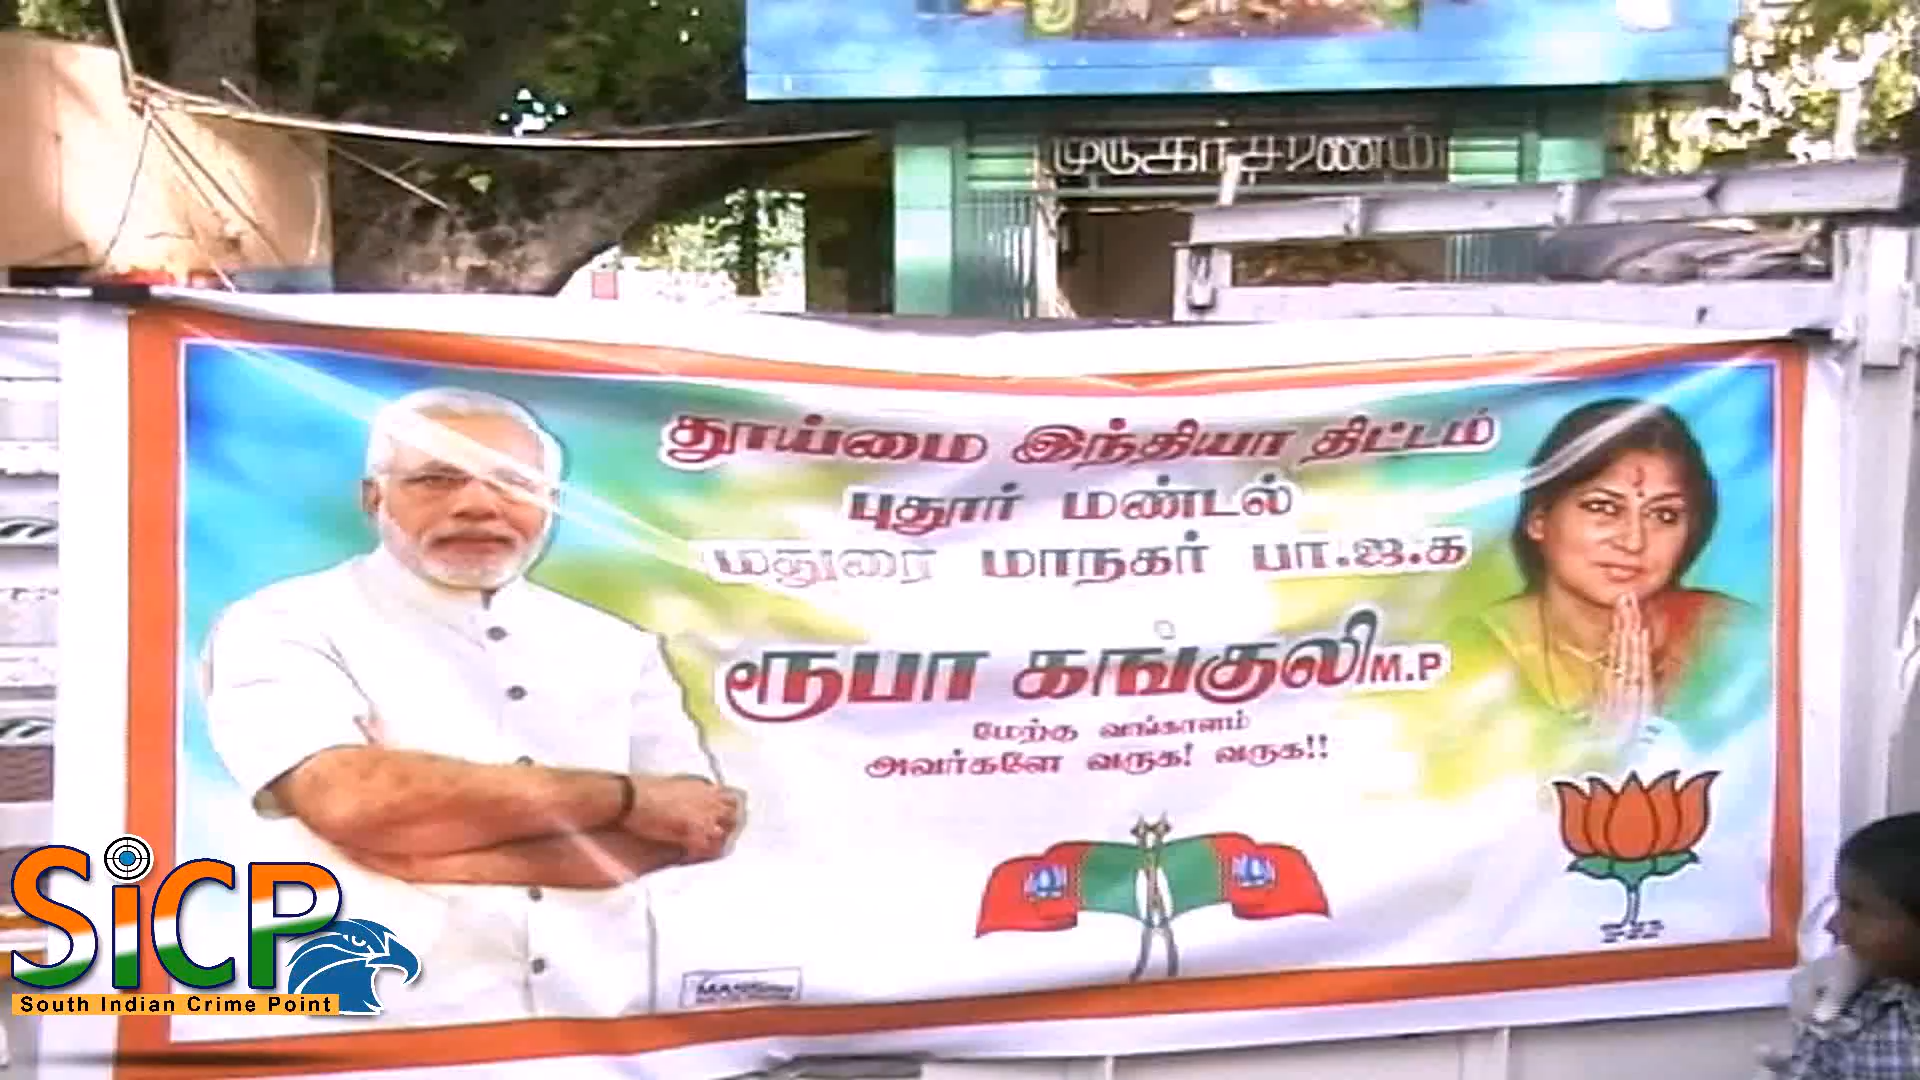 முருகா சரணம்
தூய்மை இந்தியா திட்டம்
புதூர் மண்டல்
மதுரை மாநகர் பா.ஜ.க
ரூபா கங்குலி M.P
மேற்கு வங்காளம்
அவர்களே வருக! வருக!!
SiCP
South Indian Crime Point